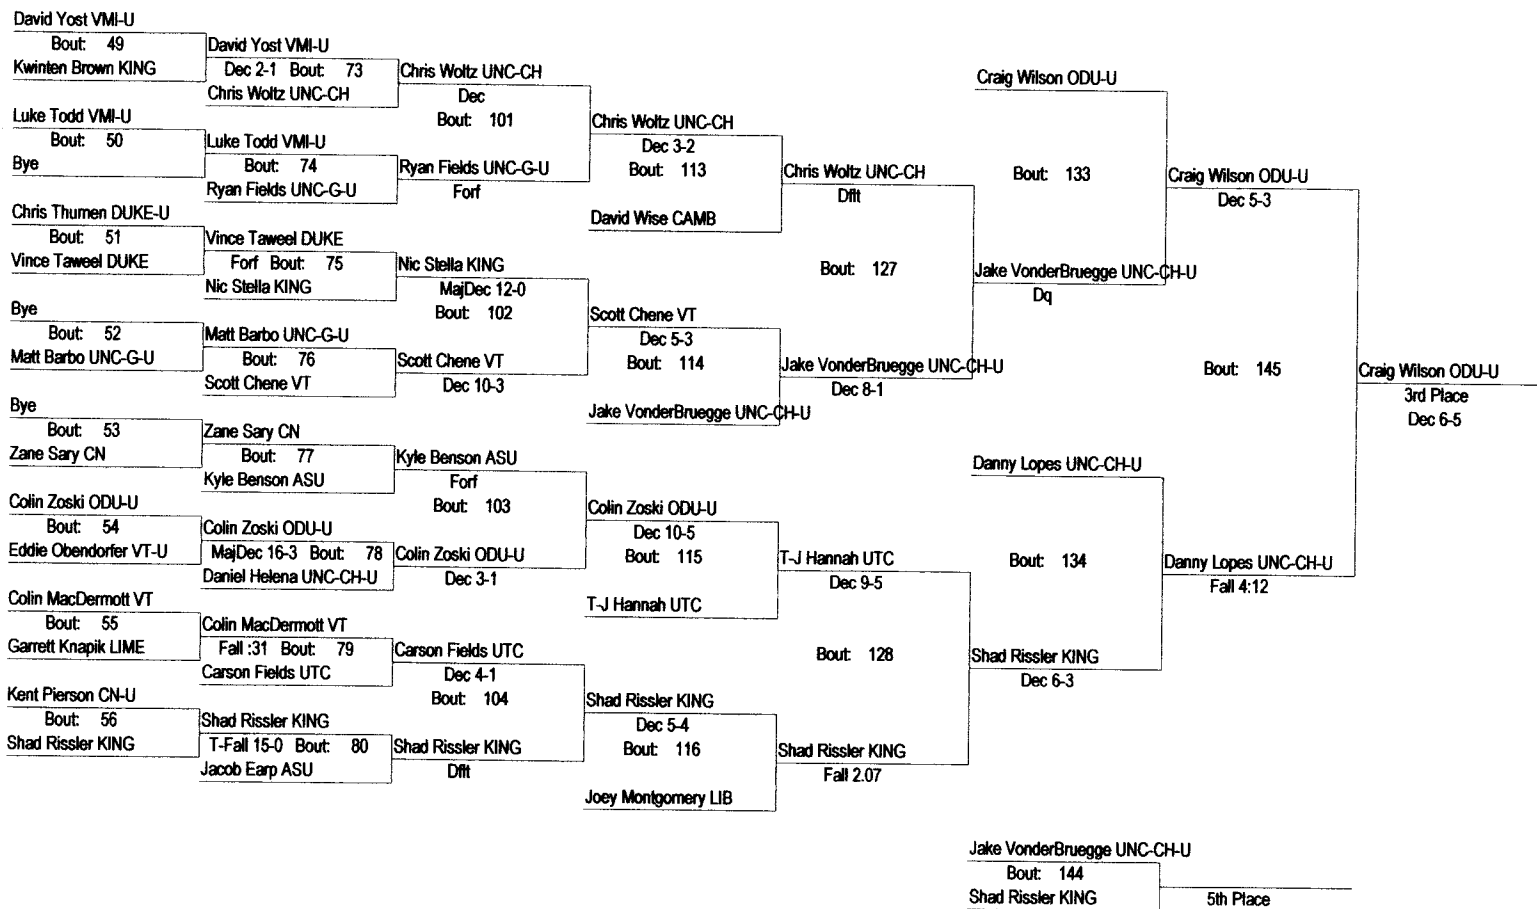 David Yost VMI-U
Bout: 49
Kwinten Brown KING
Luke Todd VMI-U
Bout: 50
Bye
Chris Thumen DUKE-U
Bout: 51
Vince Taweel DUKE
Bye
Bout: 52
Matt Barbo UNC-G-U
Bye
Bout: 53
Zane Sary CN
Colin Zoski ODU-U
Bout: 54
Eddie Obendorfer VT-U
Colin MacDermott VT
Bout: 55
Garrett Knapik LIME
Kent Pierson CN-U
Bout: 56
Shad Rissler KING
David Yost VMI-U
Dec 2-1 Bout: 73
Chris Woltz UNC-CH
Luke Todd VMI-U
Bout: 74
Ryan Fields UNC-G-U
Vince Taweel DUKE
Forf Bout: 75
Nic Stella KING
Matt Barbo UNC-G-U
Bout: 76
Scott Chene VT
Zane Sary CN
Bout: 77
Kyle Benson ASU
Colin Zoski ODU-U
MajDec 16-3 Bout: 78
Daniel Helena UNC-CH-U
Colin MacDermott VT
Fall :31 Bout: 79
Carson Fields UTC
Shad Rissler KING
T-Fall 15-0 Bout: 80
Jacob Earp ASU
Chris Woltz UNC-CH
Dec
Bout: 101
Ryan Fields UNC-G-U
Forf
Nic Stella KING
MajDec 12-0
Bout: 102
Scott Chene VT
Dec 10-3
Kyle Benson ASU
Forf
Bout: 103
Colin Zoski ODU-U
Dec 3-1
Carson Fields UTC
Dec 4-1
Bout: 104
Shad Rissler KING
Dflt
Chris Woltz UNC-CH
Dec 3-2
Bout: 113
David Wise CAMB
Scott Chene VT
Dec 5-3
Bout: 114
Jake VonderBruegge UNC-CH-U
Colin Zoski ODU-U
Dec 10-5
Bout: 115
T-J Hannah UTC
Shad Rissler KING
Dec 5-4
Bout: 116
Joey Montgomery LIB
Chris Woltz UNC-CH
Dflt
Bout: 127
Jake VonderBruegge UNC-CH-U
Dec 8-1
T-J Hannah UTC
Dec 9-5
Bout: 128
Shad Rissler KING
Fall 2.07
Craig Wilson ODU-U
Bout: 133
Jake VonderBruegge UNC-CH-U
Dq
Danny Lopes UNC-CH-U
Bout: 134
Shad Rissler KING
Dec 6-3
Craig Wilson ODU-U
Dec 5-3
Bout: 145
Danny Lopes UNC-CH-U
Fall 4:12
Craig Wilson ODU-U
3rd Place
Dec 6-5
Jake VonderBruegge UNC-CH-U
Bout: 144
Shad Rissler KING
5th Place